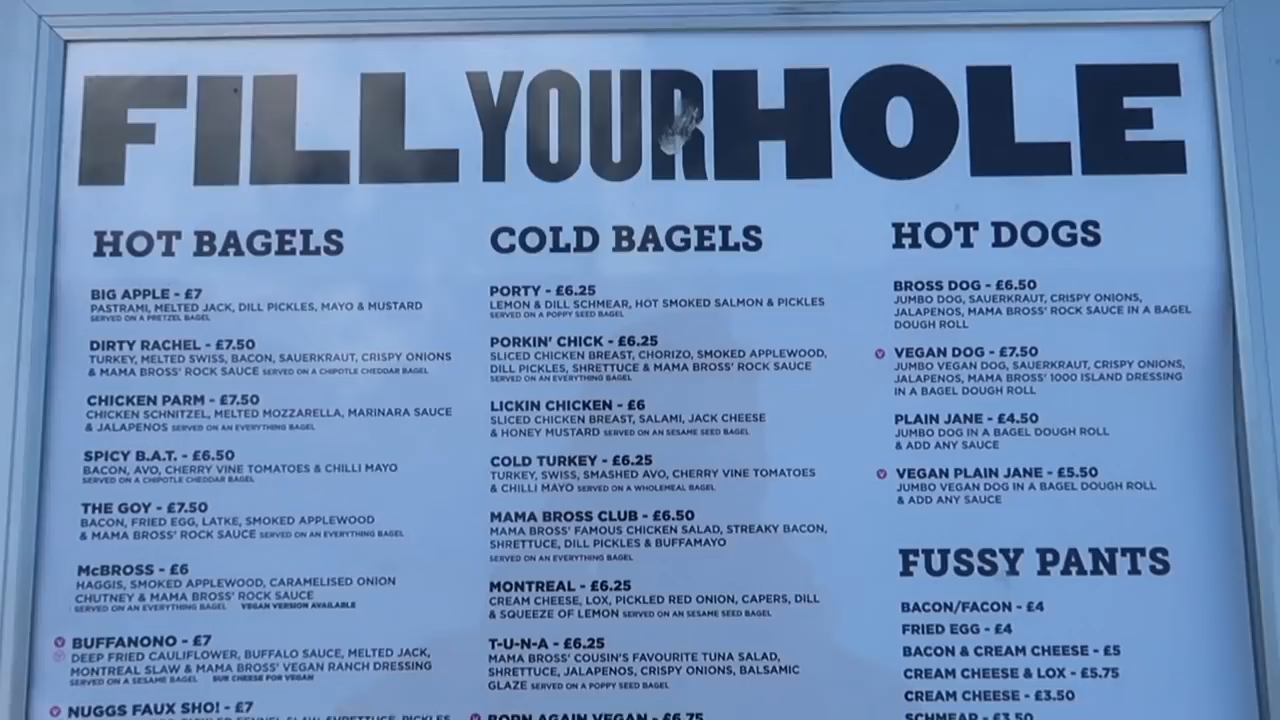 FILL YOUR HOLE
HOT BAGELS
BIG APPLE - £7
PASTRAMI, MELTED JACK, DILL PICKLES, MAYO & MUSTARD
SERVED ON A PRETZEL BAGEL
DIRTY RACHEL - £7.50
TURKEY, MELTED SWISS, BACON, SAUERKRAUT, CRISPY ONIONS
& MAMA BROSS' ROCK SAUCE SERVED ON A CHIPOTLE CHEDDAR BAGEL
CHICKEN PARM - £7.50
CHICKEN SCHNITZEL, MELTED MOZZARELLA, MARINARA SAUCE
& JALAPENOS SERVED ON AN EVERYTHING BAGEL
SPICY B.A.T. - £6.50
BACON, AVO, CHERRY VINE TOMATOES & CHILLI MAYO
SERVED ON A CHIPOTLE CHEDDAR BAGEL
THE GOY - £7.50
BACON, FRIED EGG, LATKE, SMOKED APPLEWOOD
& MAMA BROSS' ROCK SAUCE SERVED ON AN EVERYTHING BAGEL
McBROSS - £6
HAGGIS, SMOKED APPLEWOOD, CARAMELISED ONION
CHUTNEY & MAMA BROSS' ROCK SAUCE
SERVED ON AN EVERYTHING BAGEL VEGAN VERSION AVAILABLE
BUFFANONO - £7
DEEP FRIED CAULIFLOWER, BUFFALO SAUCE, MELTED JACK,
MONTREAL SLAW & MAMA BROSS' VEGAN RANCH DRESSING
SERVED ON A SESAME BAGEL SUB CHEESE FOR VEGAN
NUGGS FAUX SHO! - £7
COLD BAGELS
PORTY - £6.25
LEMON & DILL SCHMEAR, HOT SMOKED SALMON & PICKLES
SERVED ON A POPPY SEED BAGEL
PORKIN' CHICK - £6.25
SLICED CHICKEN BREAST, CHORIZO, SMOKED APPLEWOOD,
DILL PICKLES, SHRETTUCE & MAMA BROSS' ROCK SAUCE
SERVED ON AN EVERYTHING BAGEL
LICKIN CHICKEN - £6
SLICED CHICKEN BREAST, SALAMI, JACK CHEESE
& HONEY MUSTARD SERVED ON AN SESAME SEED BAGEL
COLD TURKEY - £6.25
TURKEY, SWISS, SMASHED AVO, CHERRY VINE TOMATOES
& CHILLI MAYO SERVED ON A WHOLEMEAL BAGEL
MAMA BROSS CLUB - £6.50
MAMA BROSS' FAMOUS CHICKEN SALAD, STREAKY BACON,
SHRETTUCE, DILL PICKLES & BUFFAMAYO
SERVED ON AN EVERYTHING BAGEL
MONTREAL - £6.25
CREAM CHEESE, LOX, PICKLED RED ONION, CAPERS, DILL
& SQUEEZE OF LEMON SERVED ON AN SESAME SEED BAGEL
T-U-N-A - £6.25
MAMA BROSS' COUSIN'S FAVOURITE TUNA SALAD,
SHRETTUCE, JALAPENOS, CRISPY ONIONS, BALSAMIC
GLAZE SERVED ON A POPPY SEED BAGEL
BORN AGAIN VEGAN - £6.75
HOT DOGS
BROSS DOG - £6.50
JUMBO DOG, SAUERKRAUT, CRISPY ONIONS,
JALAPENOS, MAMA BROSS' ROCK SAUCE IN A BAGEL
DOUGH ROLL
VEGAN DOG - £7.50
JUMBO VEGAN DOG, SAUERKRAUT, CRISPY ONIONS,
JALAPENOS, MAMA BROSS' 1000 ISLAND DRESSING
IN A BAGEL DOUGH ROLL
PLAIN JANE - £4.50
JUMBO DOG IN A BAGEL DOUGH ROLL
& ADD ANY SAUCE
VEGAN PLAIN JANE - £5.50
JUMBO VEGAN DOG IN A BAGEL DOUGH ROLL
& ADD ANY SAUCE
FUSSY PANTS
BACON/FACON - £4
FRIED EGG - £4
BACON & CREAM CHEESE - £5
CREAM CHEESE & LOX - £5.75
CREAM CHEESE - £3.50
SCHMEAR - £3.50